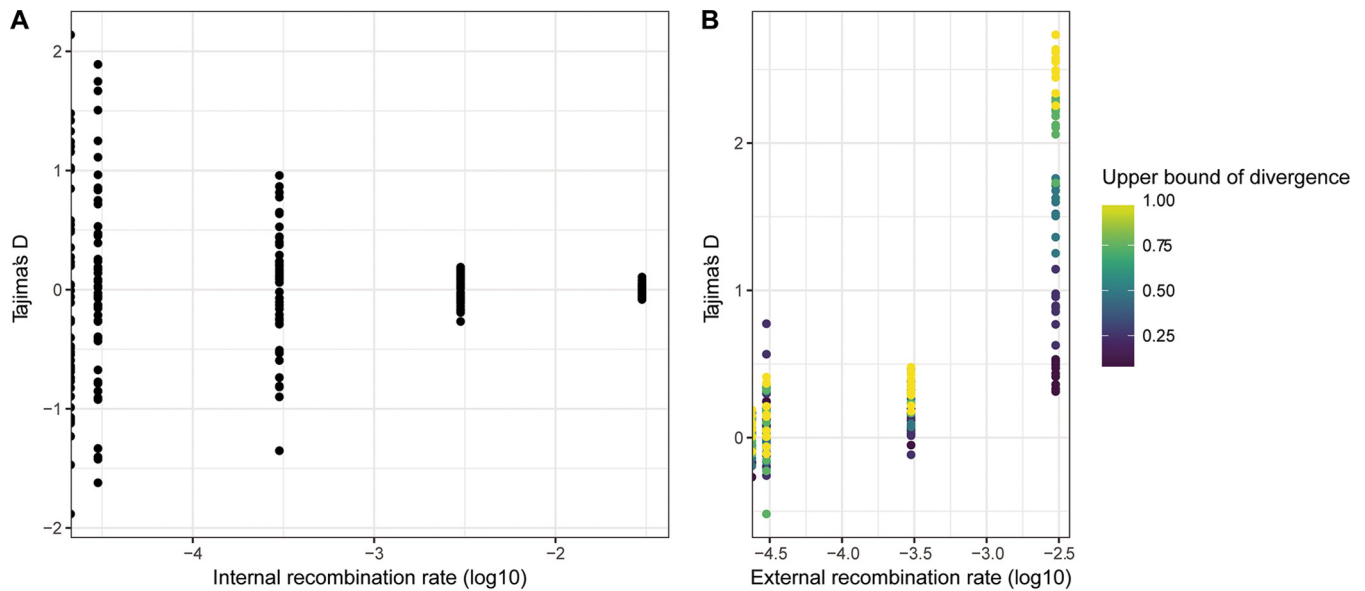 A
Tajima's D
2
1
0
−1
−2
−4
−3
−2
Internal recombination rate (log10)
B
Tajima's D
2
1
0
−4.5
−4.0
−3.5
−3.0
−2.5
External recombination rate (log10)
Upper bound of divergence
1.00
0.75
0.50
0.25